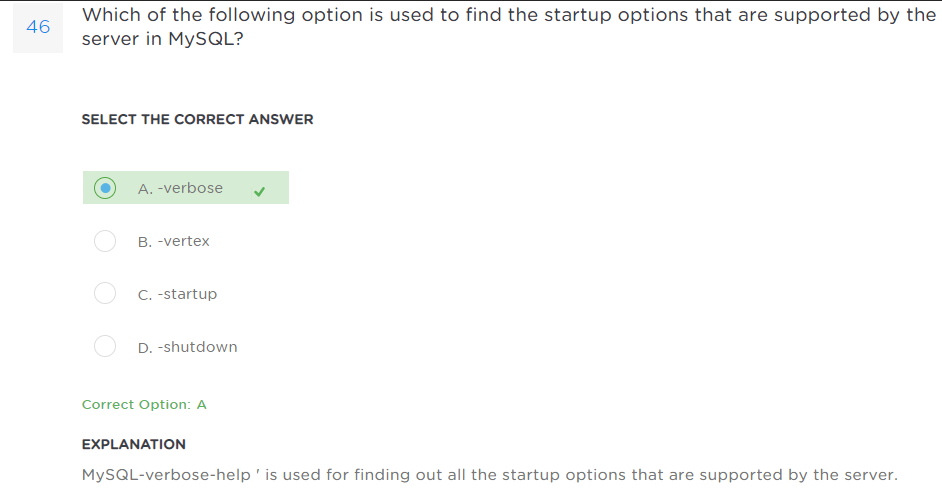 46
Which of the following option is used to find the startup options that are supported by the
server in MySQL?
SELECT THE CORRECT ANSWER
A. -verbose
B. -vertex
C. -startup
D. -shutdown
Correct Option: A
EXPLANATION
MySQL-verbose-help ' is used for finding out all the startup options that are supported by the server.